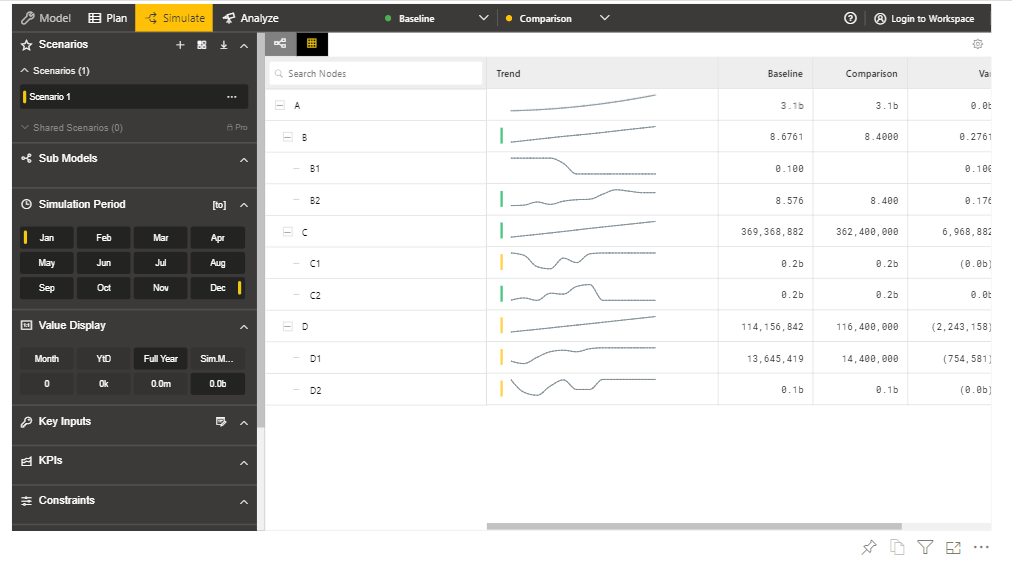 Model Plan Simulate Analyze Baseline Comparison Login to Workspace
Scenarios
Scenarios (1)
Scenario 1 ...
Shared Scenarios (0) Pro
Sub Models
Simulation Period [to]
Jan Feb Mar Apr
May Jun Jul Aug
Sep Oct Nov Dec
Value Display
Month YtD Full Year Sim.M...
0 0k 0.0m 0.0b
Key Inputs
KPIs
Constraints
Search Nodes Trend Baseline Comparison Va
A 3.1b 3.1b 0.0b
B 8.6761 8.4000 0.2761
B1 0.100 0.100
B2 8.576 8.400 0.176
C 369,368,882 362,400,000 6,968,882
C1 0.2b 0.2b (0.0b)
C2 0.2b 0.2b 0.0b
D 114,156,842 116,400,000 (2,243,158)
D1 13,645,419 14,400,000 (754,581)
D2 0.1b 0.1b (0.0b)